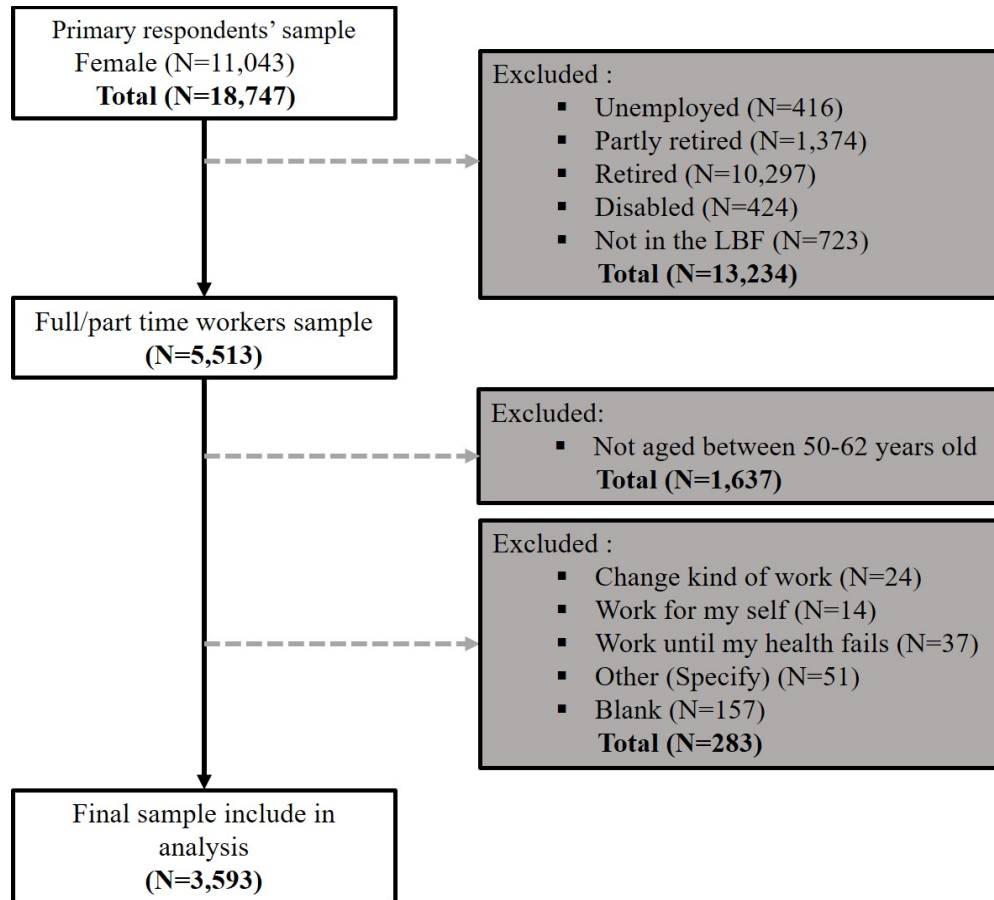 Primary respondents’ sample
Female (N=11,043)
Total (N=18,747)
Excluded :
▪ Unemployed (N=416)
▪ Partly retired (N=1,374)
▪ Retired (N=10,297)
▪ Disabled (N=424)
▪ Not in the LBF (N=723)
Total (N=13,234)
Full/part time workers sample
(N=5,513)
Excluded:
▪ Not aged between 50-62 years old
Total (N=1,637)
Excluded :
▪ Change kind of work (N=24)
▪ Work for my self (N=14)
▪ Work until my health fails (N=37)
▪ Other (Specify) (N=51)
▪ Blank (N=157)
Total (N=283)
Final sample include in
analysis
(N=3,593)